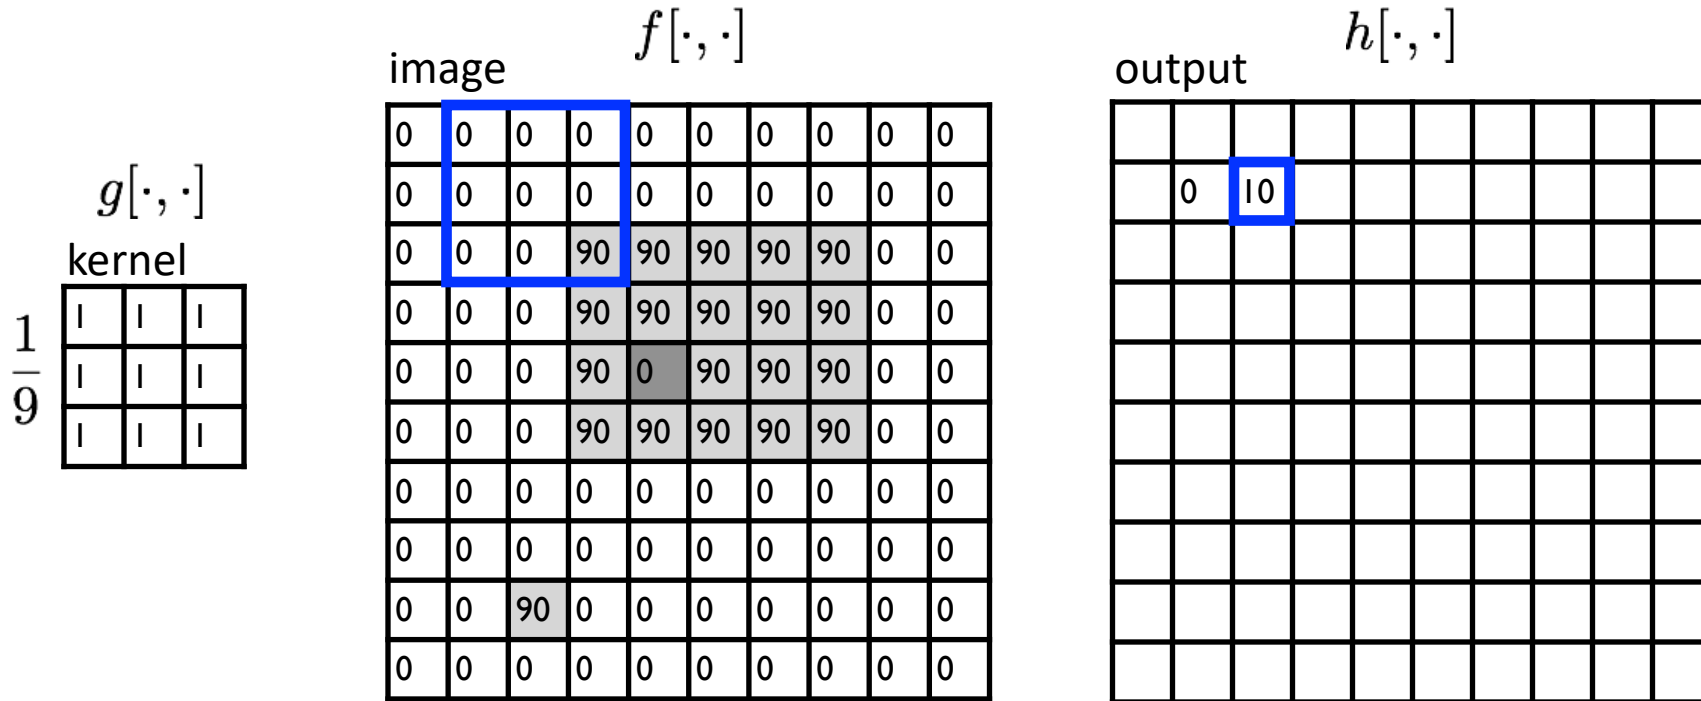 f[·, ·]
h[·, ·]
image
output
g[·, ·]
kernel
1/9
1 1 1
1 1 1
1 1 1
0 0 0 0 0 0 0 0 0 0
0 0 0 0 0 0 0 0 0 0
0 0 0 90 90 90 90 90 0 0
0 0 0 90 90 90 90 90 0 0
0 0 0 90 0 90 90 90 0 0
0 0 0 90 90 90 90 90 0 0
0 0 0 0 0 0 0 0 0 0
0 0 0 0 0 0 0 0 0 0
0 0 90 0 0 0 0 0 0 0
0 0 0 0 0 0 0 0 0 0
0 10